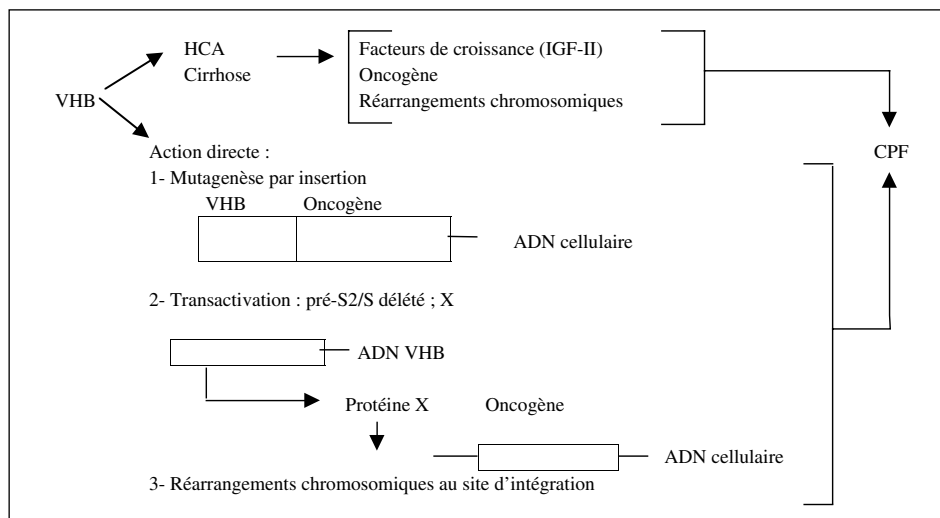 HCA
Cirrhose
VHB
Facteurs de croissance (IGF-II)
Oncogène
Réarrangements chromosomiques
CPF
Action directe :
1- Mutagenèse par insertion
VHB Oncogène
ADN cellulaire
2- Transactivation : pré-S2/S délété ; X
ADN VHB
Protéine X Oncogène
ADN cellulaire
3- Réarrangements chromosomiques au site d’intégration